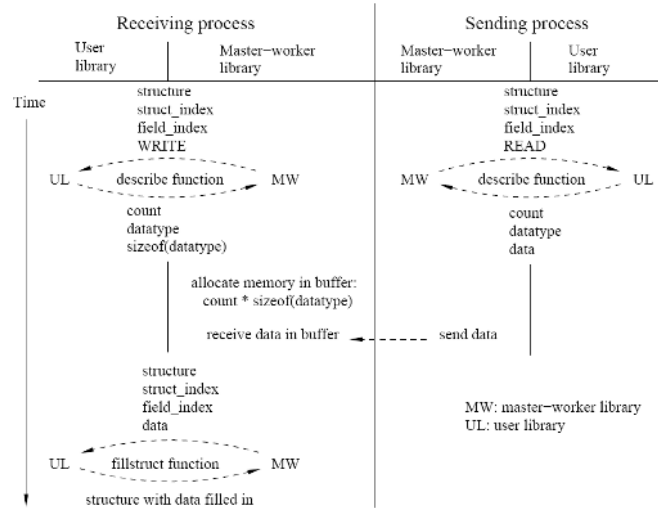 Receiving process
Sending process
User library
Master−worker library
Master−worker library
User library
Time
structure
struct_index
field_index
WRITE
UL
describe function
MW
count
datatype
sizeof(datatype)
structure
struct_index
field_index
READ
MW
describe function
UL
count
datatype
data
allocate memory in buffer:
count * sizeof(datatype)
receive data in buffer
send data
structure
struct_index
field_index
data
UL
fillstruct function
MW
structure with data filled in
MW: master−worker library
UL: user library